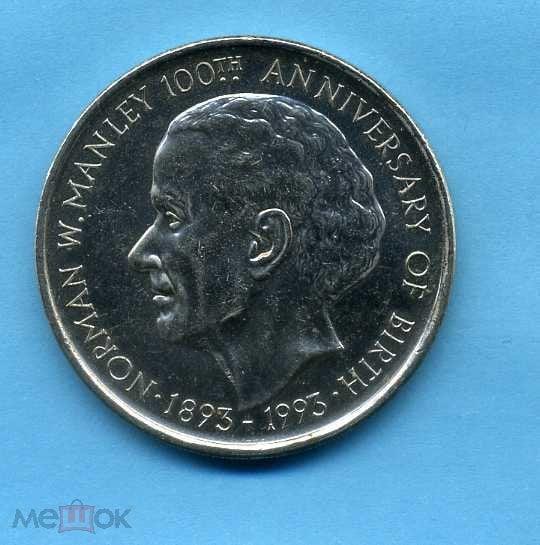 NORMAN W. MANLEY 100TH ANNIVERSARY OF BIRTH
· 1893 - 1993 ·
мешок